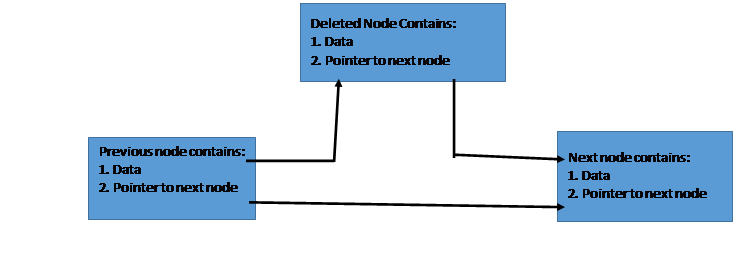 Deleted Node Contains:
1. Data
2. Pointer to next node
Previous node contains:
1. Data
2. Pointer to next node
Next node contains:
1. Data
2. Pointer to next node